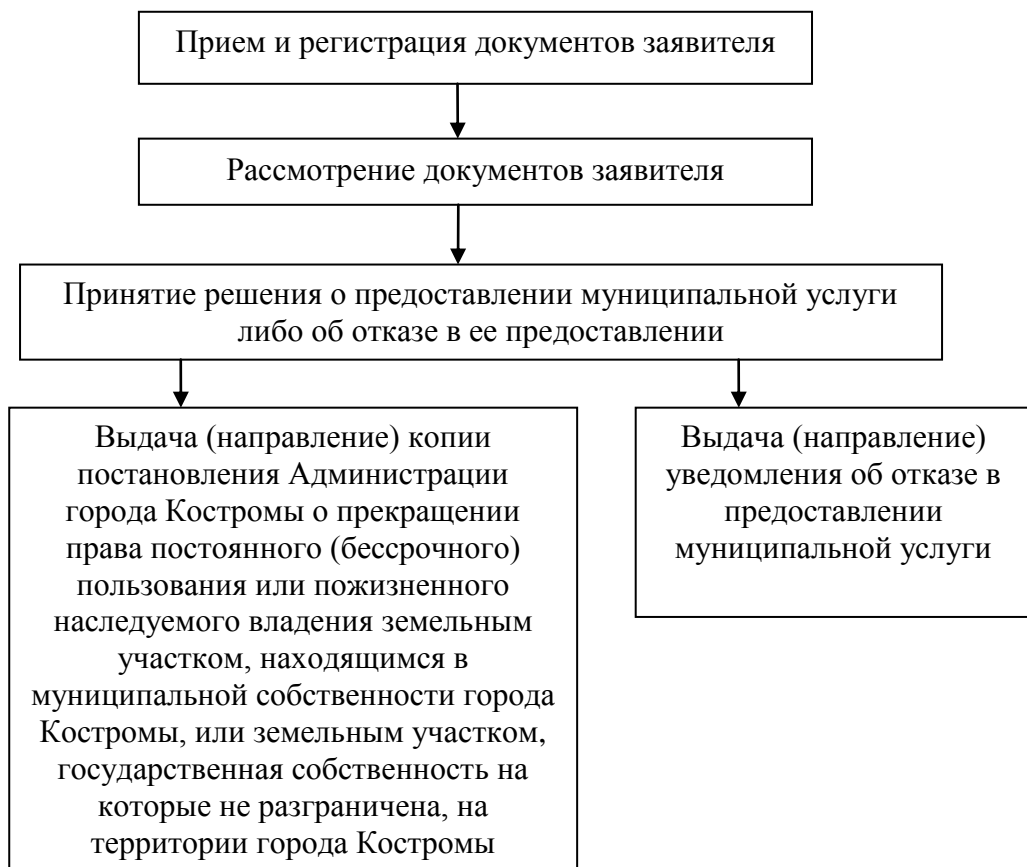 Прием и регистрация документов заявителя
Рассмотрение документов заявителя
Принятие решения о предоставлении муниципальной услуги
либо об отказе в ее предоставлении
Выдача (направление) копии
постановления Администрации
города Костромы о прекращении
права постоянного (бессрочного)
пользования или пожизненного
наследуемого владения земельным
участком, находящимся в
муниципальной собственности города
Костромы, или земельным участком,
государственная собственность на
которые не разграничена, на
территории города Костромы
Выдача (направление)
уведомления об отказе в
предоставлении
муниципальной услуги